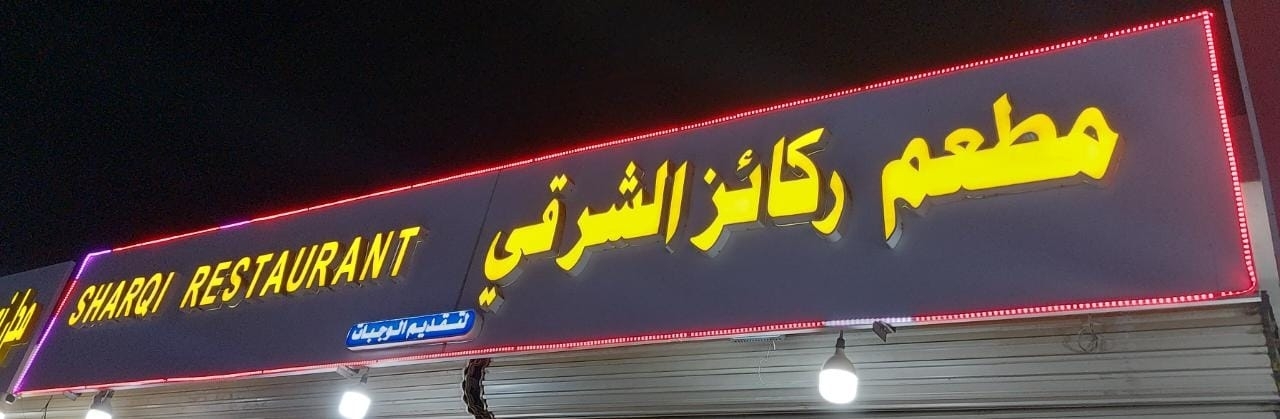 مطعم ركائز الشرقي
SHARQI RESTAURANT
لتقديم الوجبات